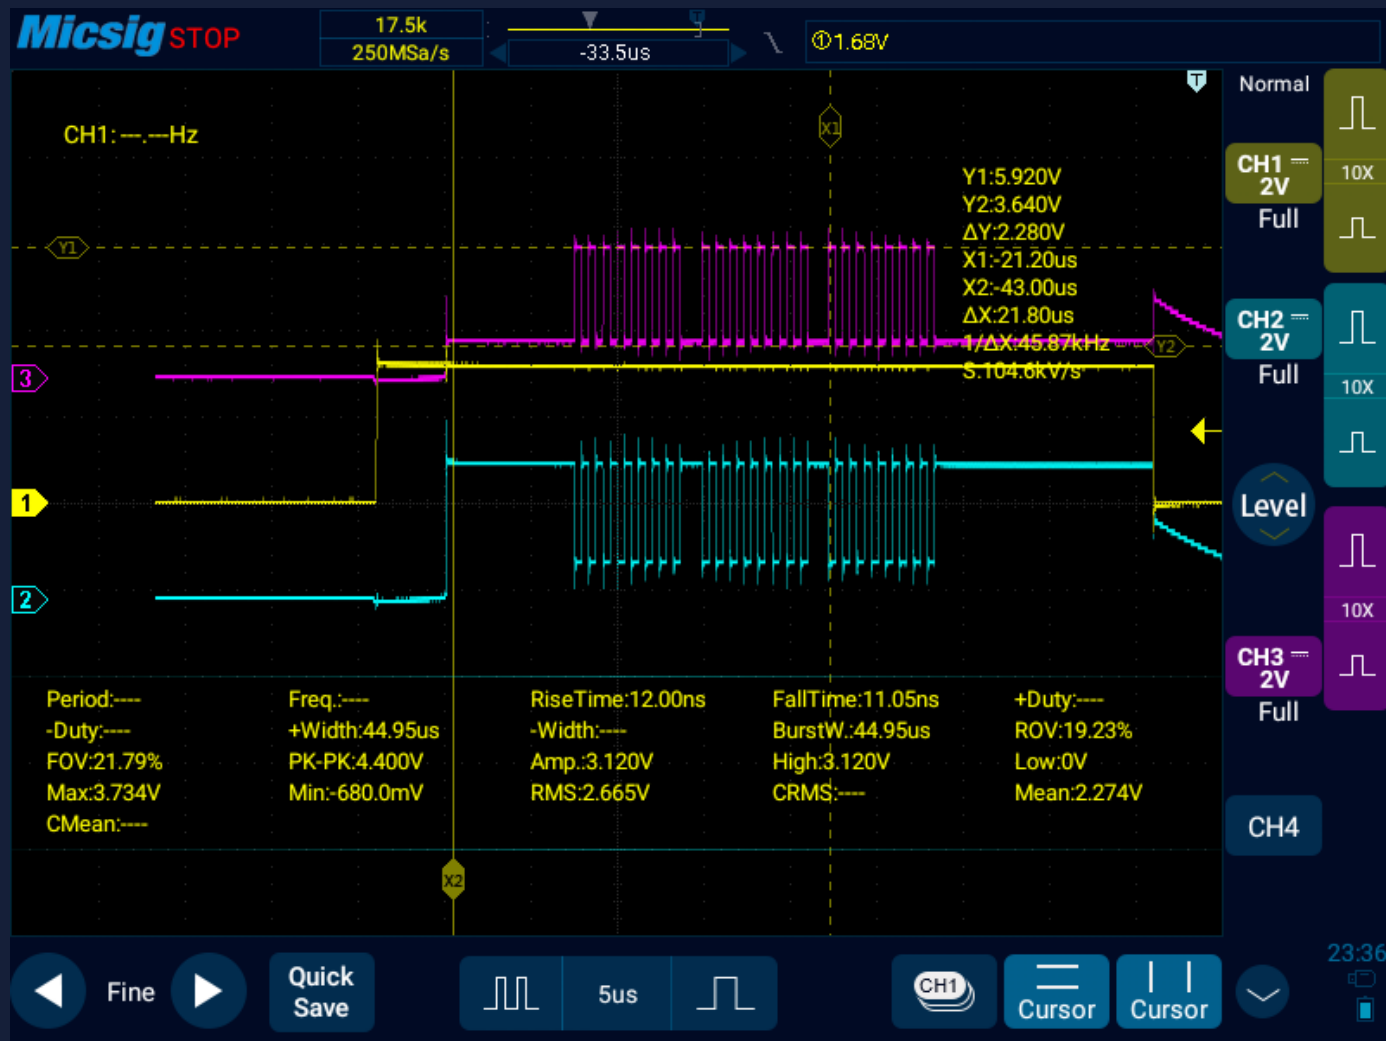 Micsig STOP
17.5k
250MSa/s
-33.5us
①1.68V
T
Normal
CH1: ---.---Hz
X1
CH1
2V
Full
10X
Y1:5.920V
Y2:3.640V
ΔY:2.280V
X1:-21.20us
X2:-43.00us
ΔX:21.80us
1/ΔX:45.87kHz
S:104.6kV/s
Y1
Y2
CH2
2V
Full
10X
3
1
2
Level
CH3
2V
Full
10X
Period:----
Freq.:----
RiseTime:12.00ns
FallTime:11.05ns
+Duty:----
-Duty:----
+Width:44.95us
-Width:----
BurstW.:44.95us
ROV:19.23%
FOV:21.79%
PK-PK:4.400V
Amp.:3.120V
High:3.120V
Low:0V
Max:3.734V
Min:-680.0mV
RMS:2.665V
CRMS:----
Mean:2.274V
CMean:----
CH4
X2
Fine
Quick
Save
5us
CH1
Cursor
Cursor
23:36